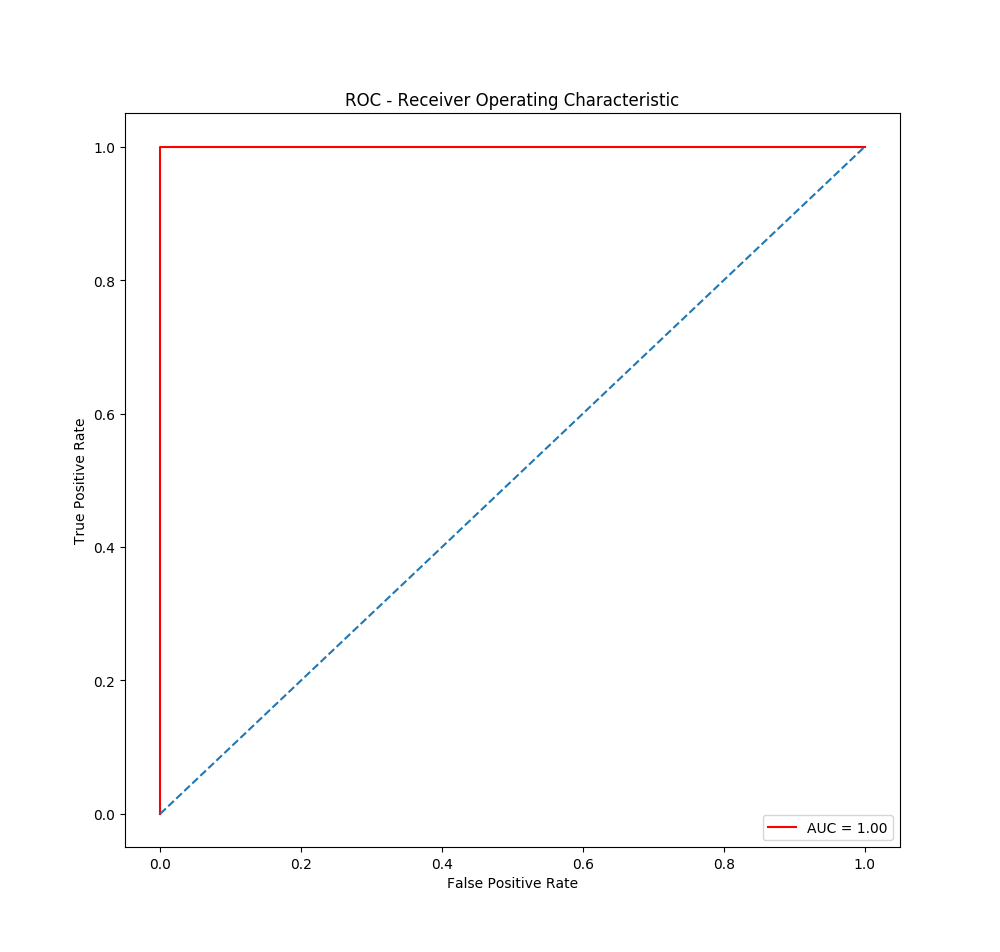 ROC - Receiver Operating Characteristic
1.0
0.8
0.6
0.4
0.2
0.0
True Positive Rate
AUC = 1.00
0.0 0.2 0.4 0.6 0.8 1.0
False Positive Rate